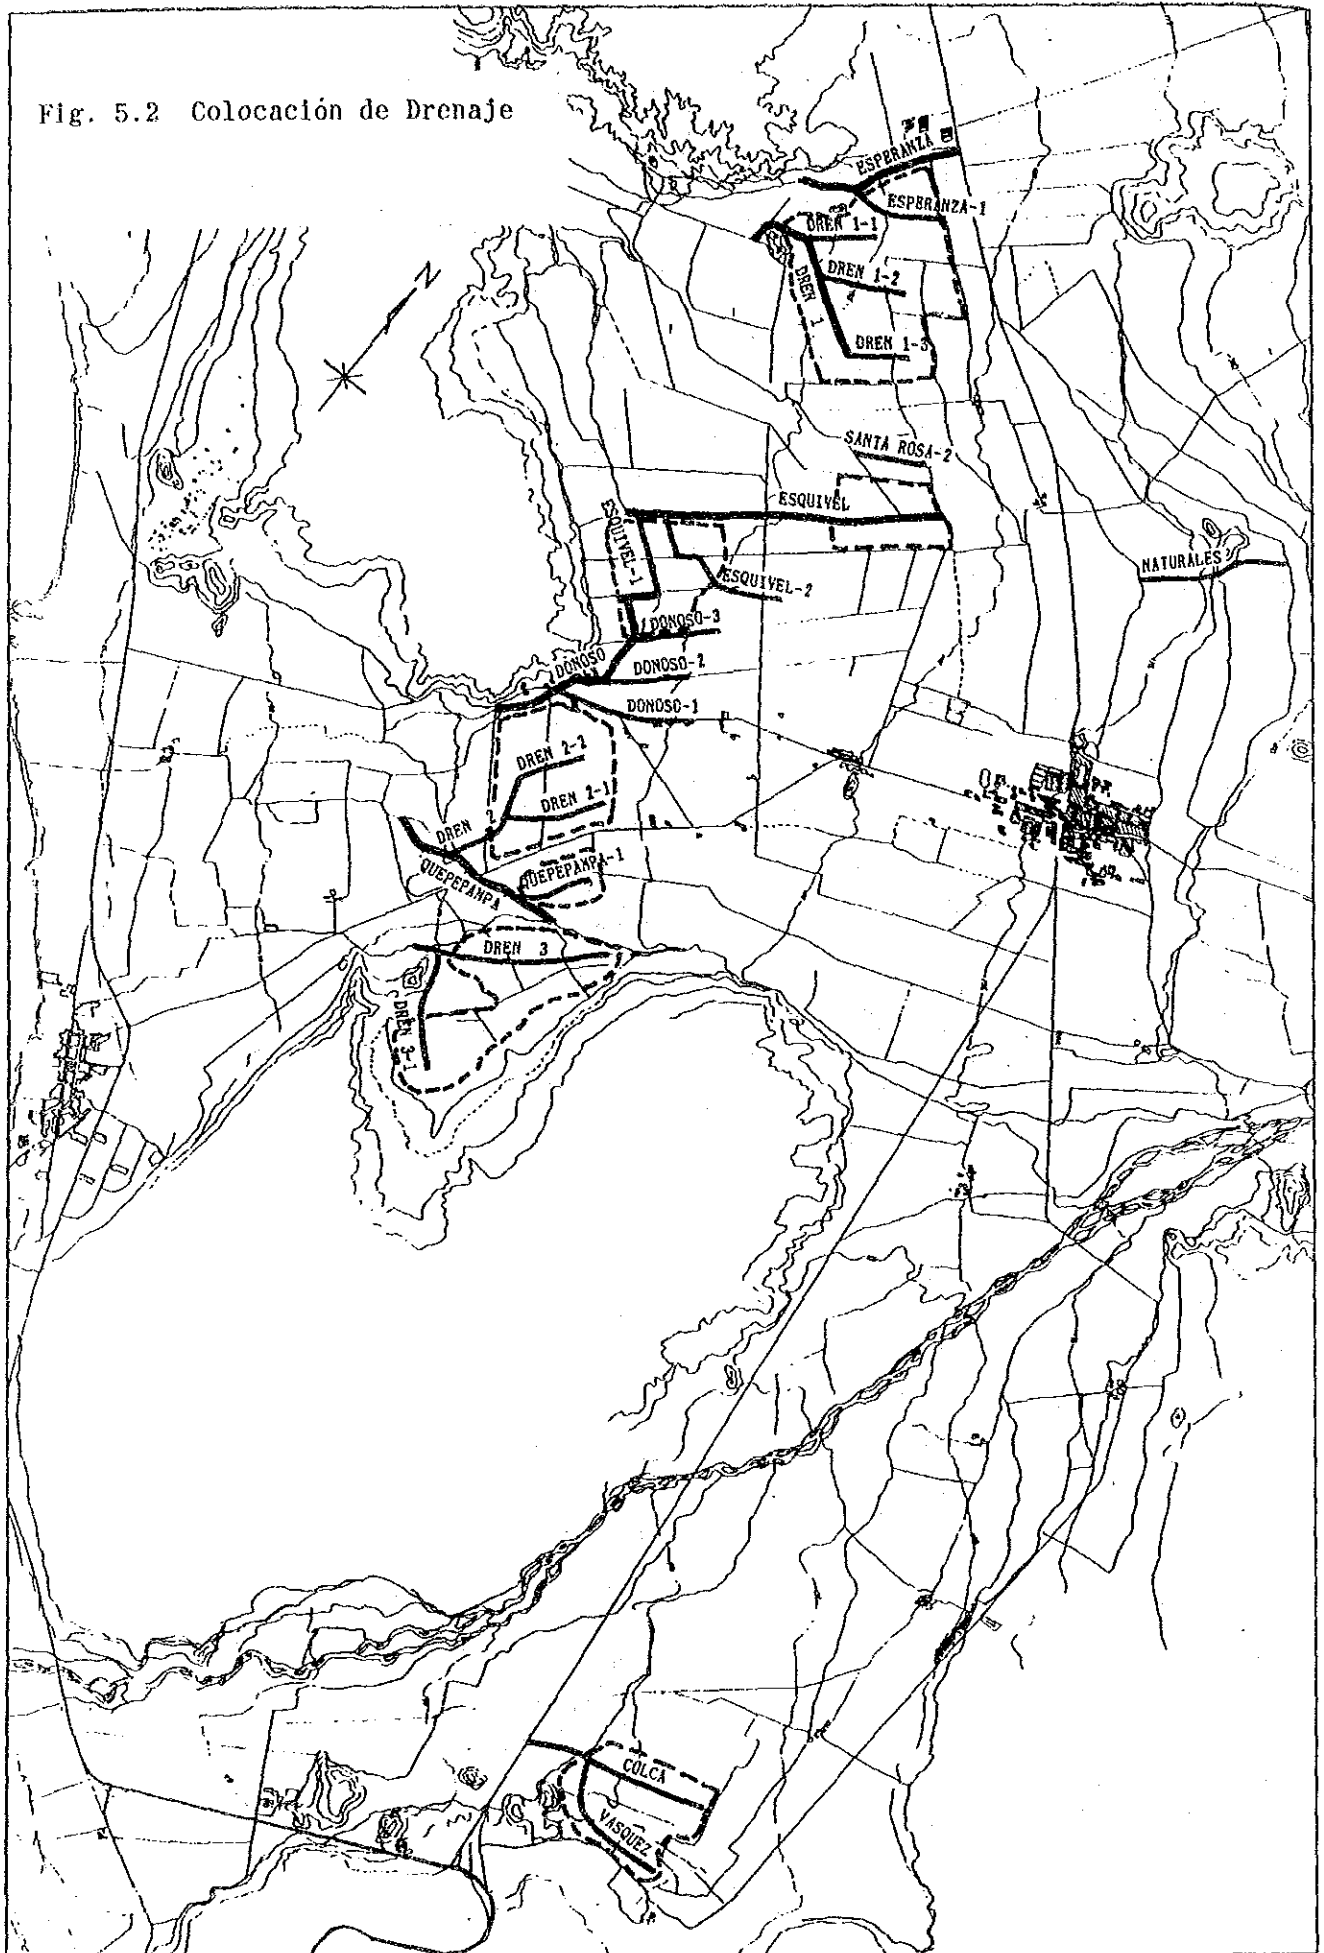 Fig. 5.2 Colocación de Drenaje
N
ESPERANZA
ESPERANZA-1
DREN 1-1
DREN 1-2
DREN 1
DREN 1-3
SANTA ROSA-2
ESQUIVEL
ESQUIVEL-1
ESQUIVEL-2
NATURALES
DONOSO-3
DONOSO
DONOSO-2
DONOSO-1
DREN 2-2
DREN 2-1
DREN 2
QUEPEPAMPA-1
QUEPEPAMPA
DREN 3
DREN 3-1
COLCA
VASQUEZ